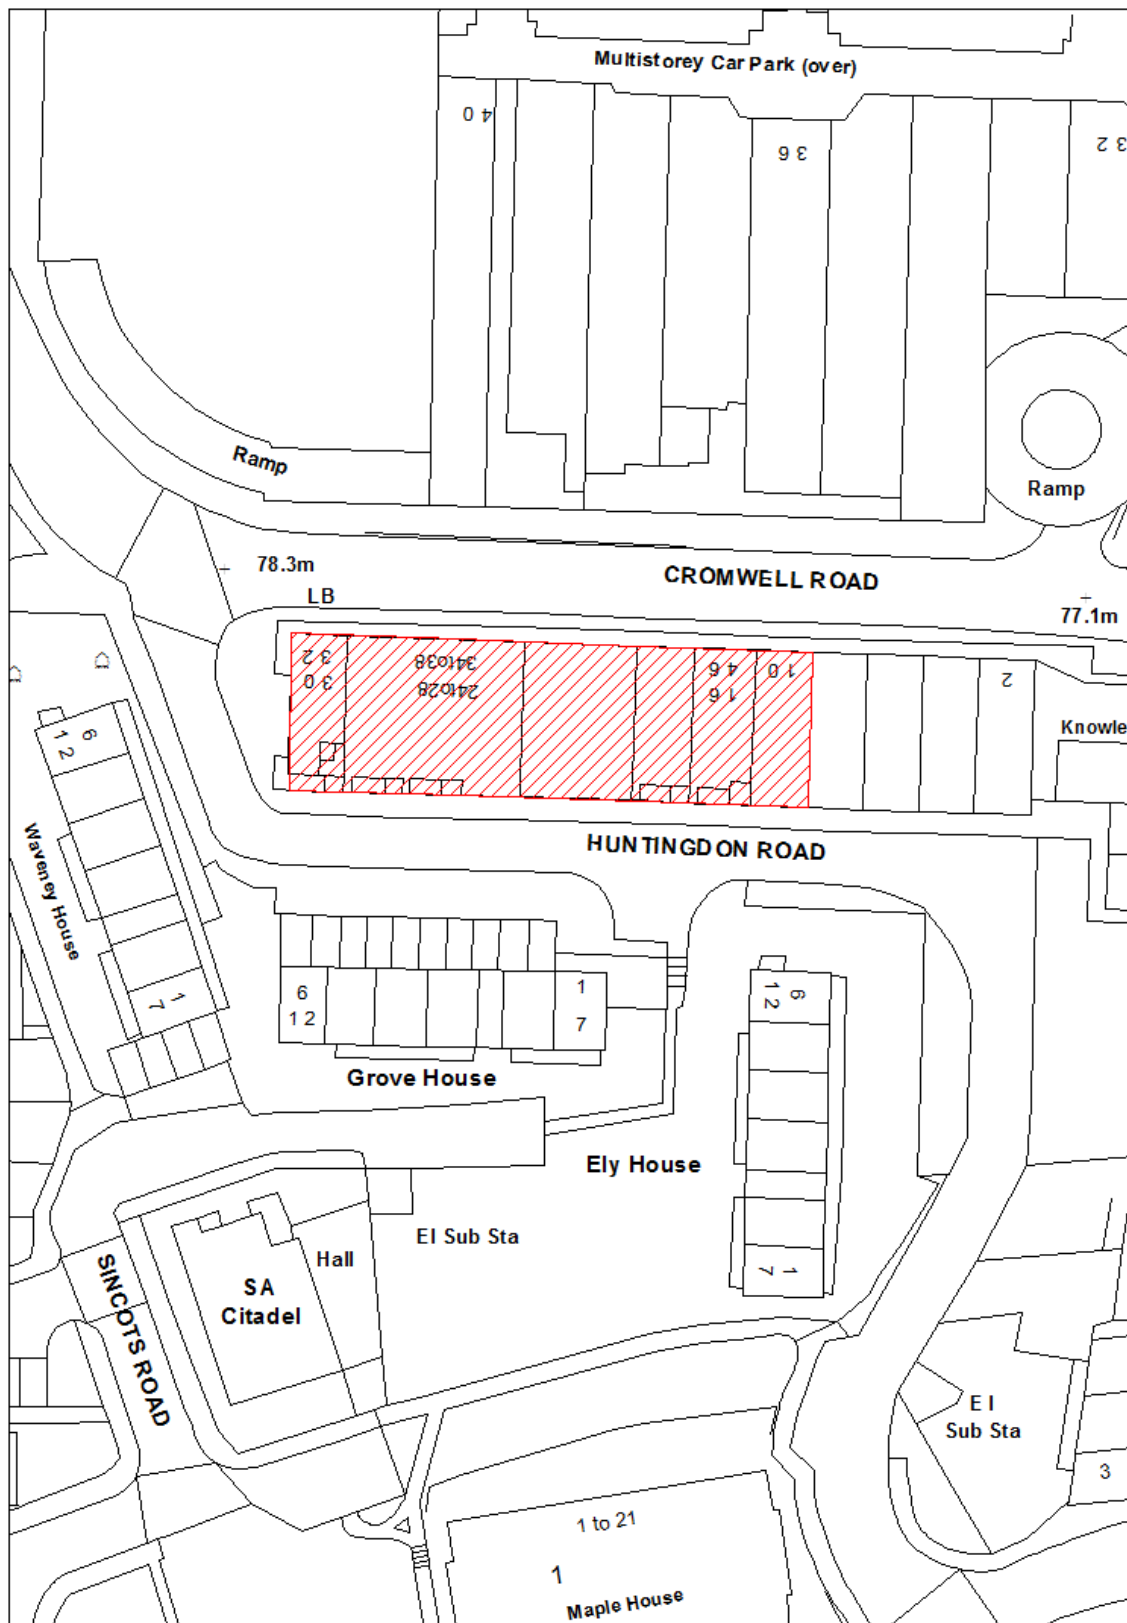 Multistorey Car Park (over)
40
36
32
Ramp
Ramp
78.3m
CROMWELL ROAD
LB
77.1m
32
30
34to38
24to28
46
16
10
2
Knowle
6
12
HUNTINGDON ROAD
Waveney House
1
7
6
12
1
7
6
12
Grove House
Ely House
El Sub Sta
Hall
SA
Citadel
1
7
SINCOTS ROAD
El
Sub Sta
3
1 to 21
1
Maple House